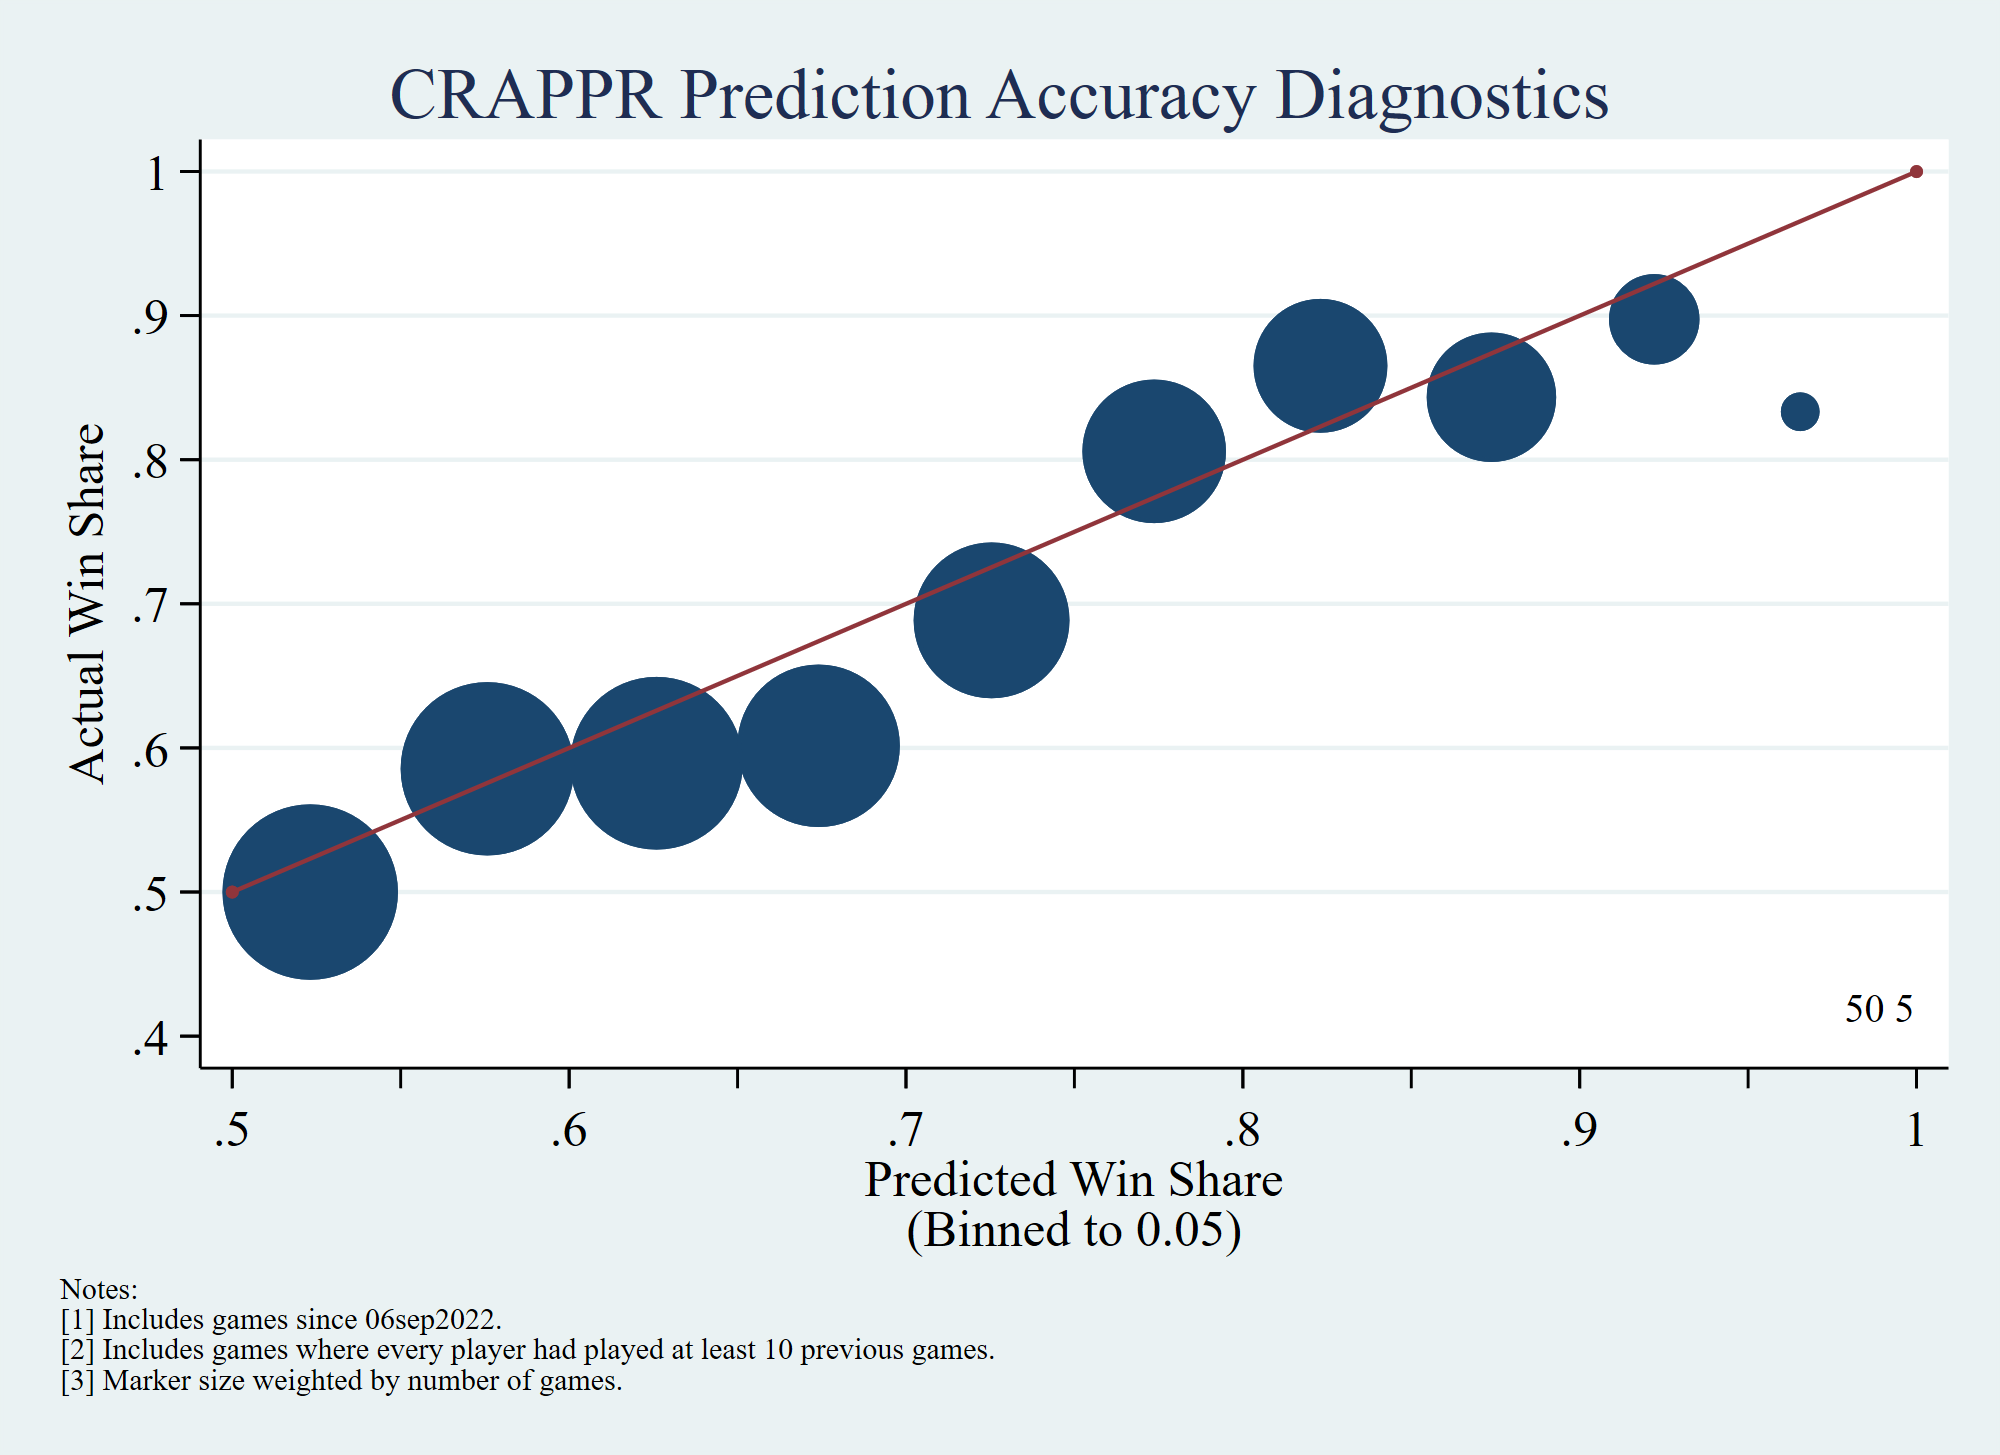 CRAPPR Prediction Accuracy Diagnostics
Actual Win Share
1
.9
.8
.7
.6
.5
.4
50 5
.5 .6 .7 .8 .9 1
Predicted Win Share
(Binned to 0.05)
Notes:
[1] Includes games since 06sep2022.
[2] Includes games where every player had played at least 10 previous games.
[3] Marker size weighted by number of games.